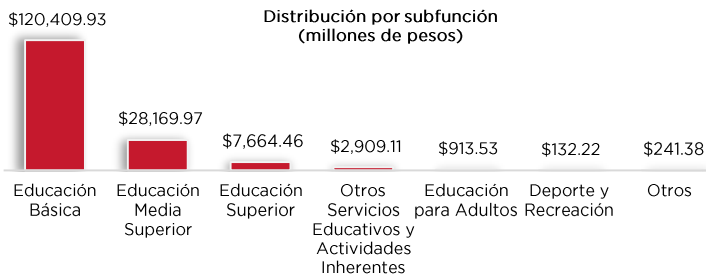 Distribución por subfunción
(millones de pesos)
$120,409.93
$28,169.97
$7,664.46
$2,909.11
$913.53
$132.22
$241.38
Educación
Básica
Educación
Media
Superior
Educación
Superior
Otros
Servicios
Educativos y
Actividades
Inherentes
Educación
para Adultos
Deporte y
Recreación
Otros